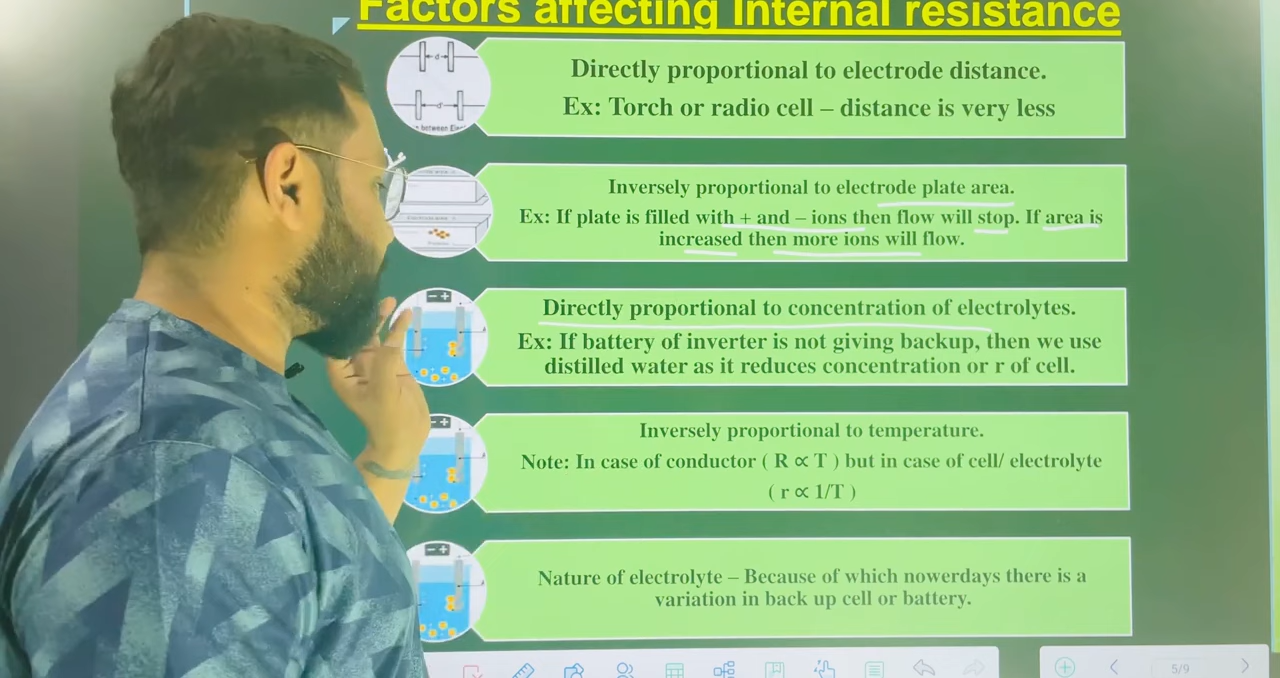 Factors affecting Internal resistance
d
d
Directly proportional to electrode distance.
Ex: Torch or radio cell – distance is very less
Inversely proportional to electrode plate area.
Ex: If plate is filled with + and – ions then flow will stop. If area is
increased then more ions will flow.
– +
Directly proportional to concentration of electrolytes.
Ex: If battery of inverter is not giving backup, then we use
distilled water as it reduces concentration or r of cell.
Inversely proportional to temperature.
Note: In case of conductor ( R ∝ T ) but in case of cell/ electrolyte
( r ∝ 1/T )
– +
Nature of electrolyte – Because of which nowerdays there is a
variation in back up cell or battery.
5/9